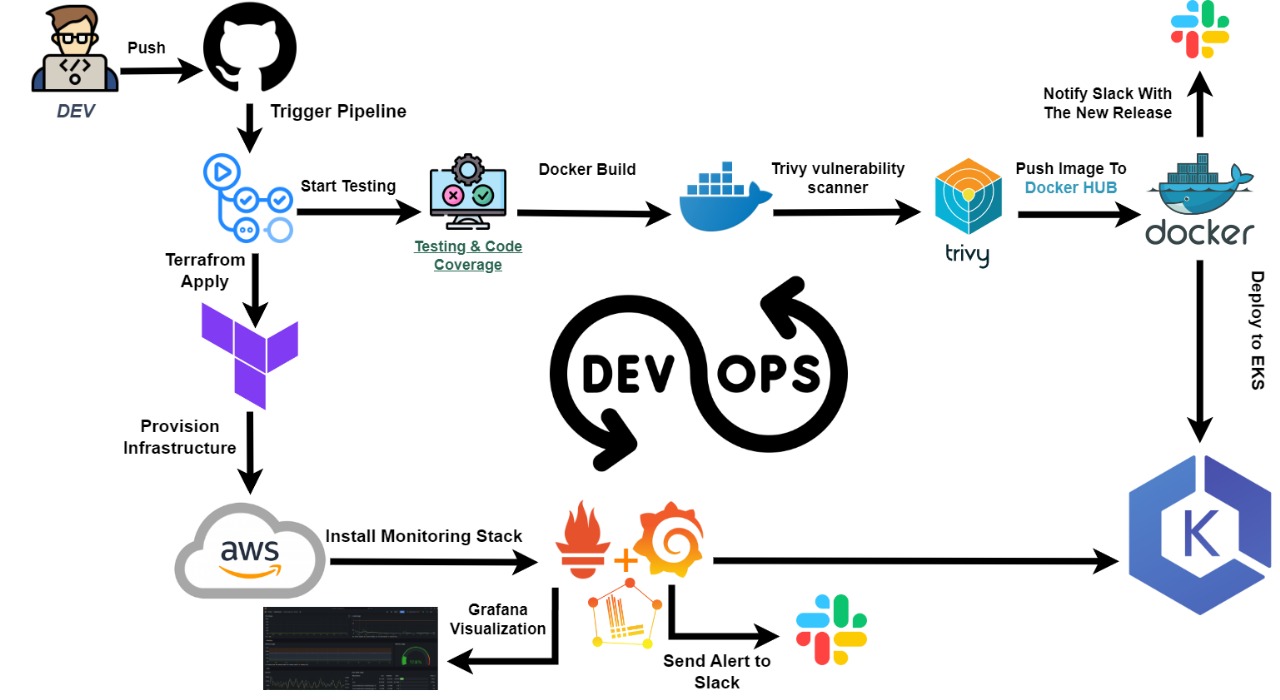 Push
DEV
Trigger Pipeline
Notify Slack With
The New Release
Start Testing
Testing & Code
Coverage
Docker Build
Trivy vulnerability
scanner
trivy
Push Image To
Docker HUB
docker
Terrafrom
Apply
Deploy to EKS
DEV OPS
Provision
Infrastructure
aws
Install Monitoring Stack
K
Grafana
Visualization
Send Alert to
Slack